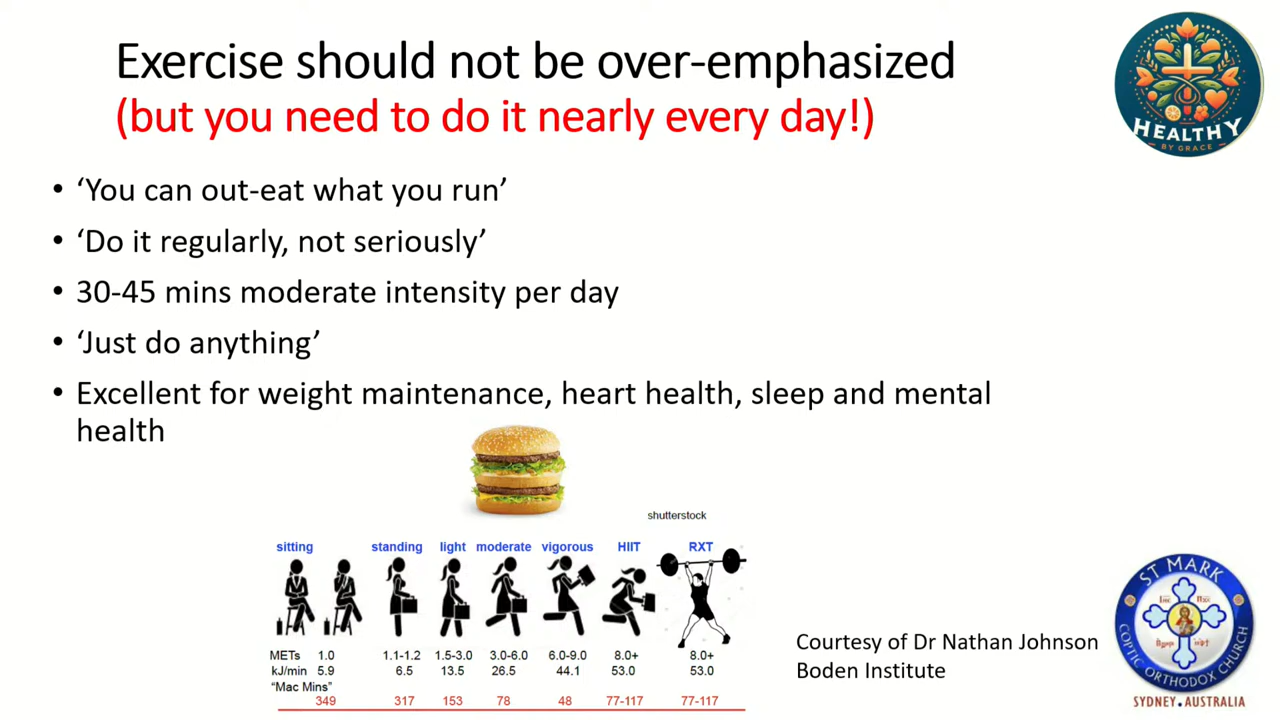 Exercise should not be over-emphasized
(but you need to do it nearly every day!)
HEALTHY
BY GRACE
• ‘You can out-eat what you run’
• ‘Do it regularly, not seriously’
• 30-45 mins moderate intensity per day
• ‘Just do anything’
• Excellent for weight maintenance, heart health, sleep and mental
health
shutterstock
sitting standing light moderate vigorous HIIT RXT
METs 1.0 1.1-1.2 1.5-3.0 3.0-6.0 6.0-9.0 8.0+ 8.0+
kJ/min 5.9 6.5 13.5 26.5 44.1 53.0 53.0
“Mac Mins”
349 317 153 78 48 77-117 77-117
Courtesy of Dr Nathan Johnson
Boden Institute
ST MARK
COPTIC ORTHODOX CHURCH
SYDNEY.AUSTRALIA